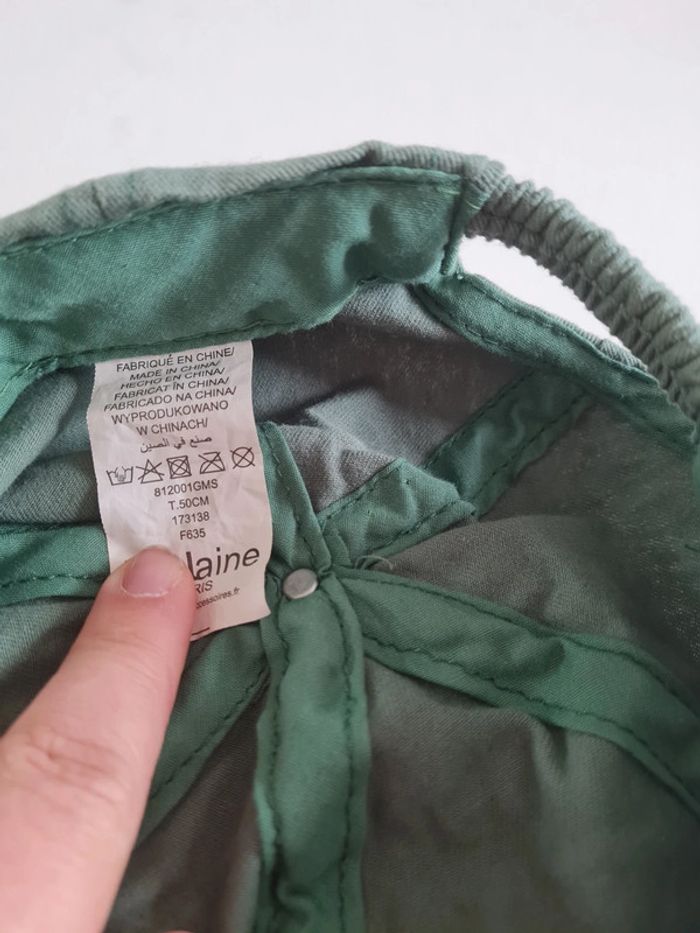 FABRIQUÉ EN CHINE/
MADE IN CHINA/
HECHO EN CHINA/
FABRICAT ÎN CHINA/
FABRICADO NA CHINA/
WYPRODUKOWANO
W CHINACH/
صنع في الصين
812001GMS
T.50CM
173138
F635
laine
RIS
cessoires.fr